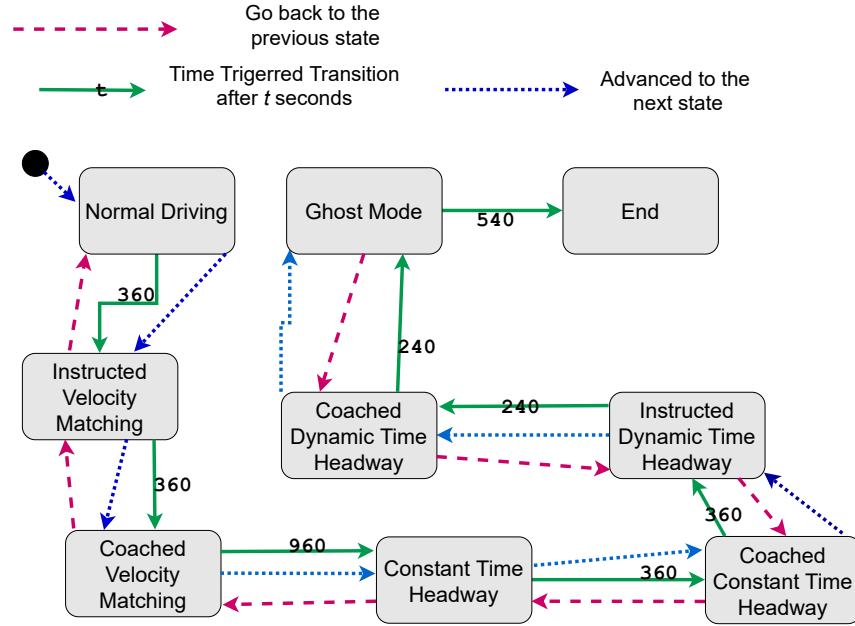 Go back to the
previous state
t
Time Trigerred Transition
after t seconds
Advanced to the
next state
Normal Driving
Ghost Mode
540
End
360
240
Instructed
Velocity
Matching
Coached
Dynamic Time
Headway
240
Instructed
Dynamic Time
Headway
360
360
Coached
Velocity
Matching
960
Constant Time
Headway
360
Coached
Constant Time
Headway